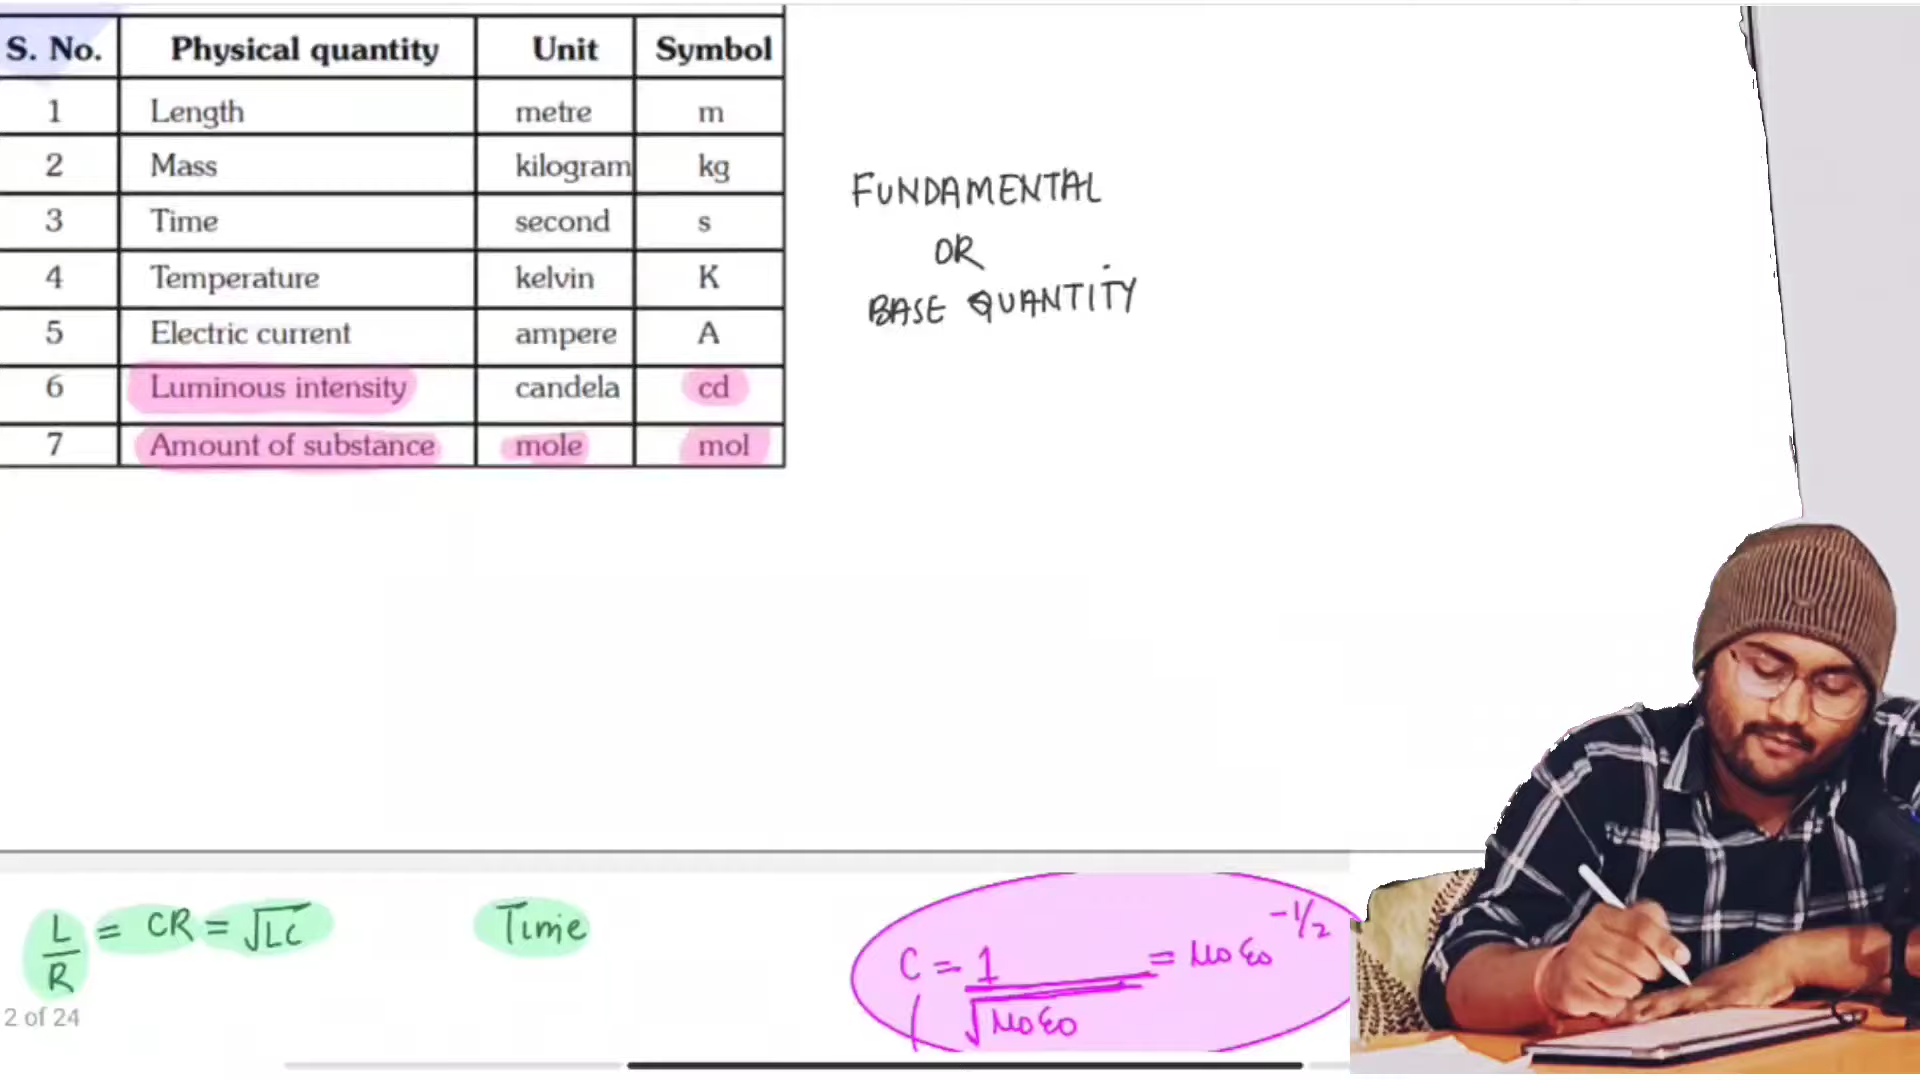 S. No. Physical quantity Unit Symbol
1 Length metre m
2 Mass kilogram kg
3 Time second s
4 Temperature kelvin K
5 Electric current ampere A
6 Luminous intensity candela cd
7 Amount of substance mole mol
FUNDAMENTAL
OR
BASE QUANTITY
L/R = CR = √LC Time
C = 1/√μ0ε0 = μ0ε0^-1/2
2 of 24